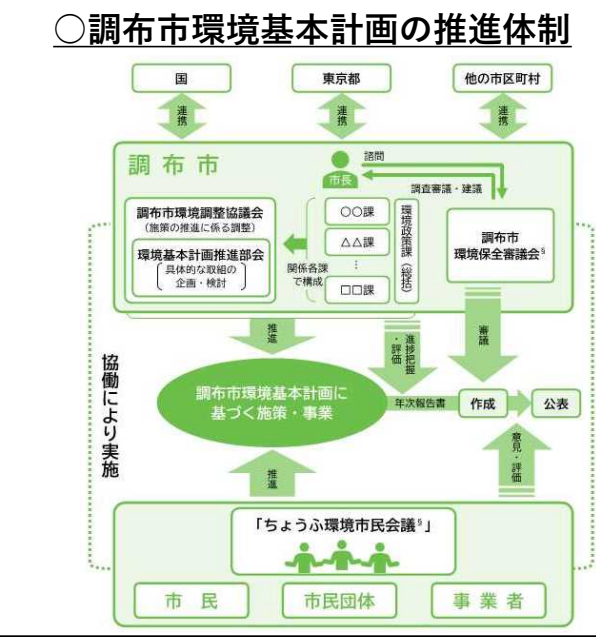 ○調布市環境基本計画の推進体制
国
東京都
他の市区町村
連携
連携
連携
調布市
市長
諮問
調査審議・建議
調布市環境調整協議会
（施策の推進に係る調整）
環境基本計画推進部会
具体的な取組の
企画・検討
関係各課
で構成
○○課
△△課
⋮
□□課
環境政策課（総括）
調布市
環境保全審議会§
推進
進捗把握
・評価
審議
協働により実施
調布市環境基本計画に
基づく施策・事業
年次報告書
作成
公表
推進
意見・評価
「ちょうふ環境市民会議§」
市民
市民団体
事業者